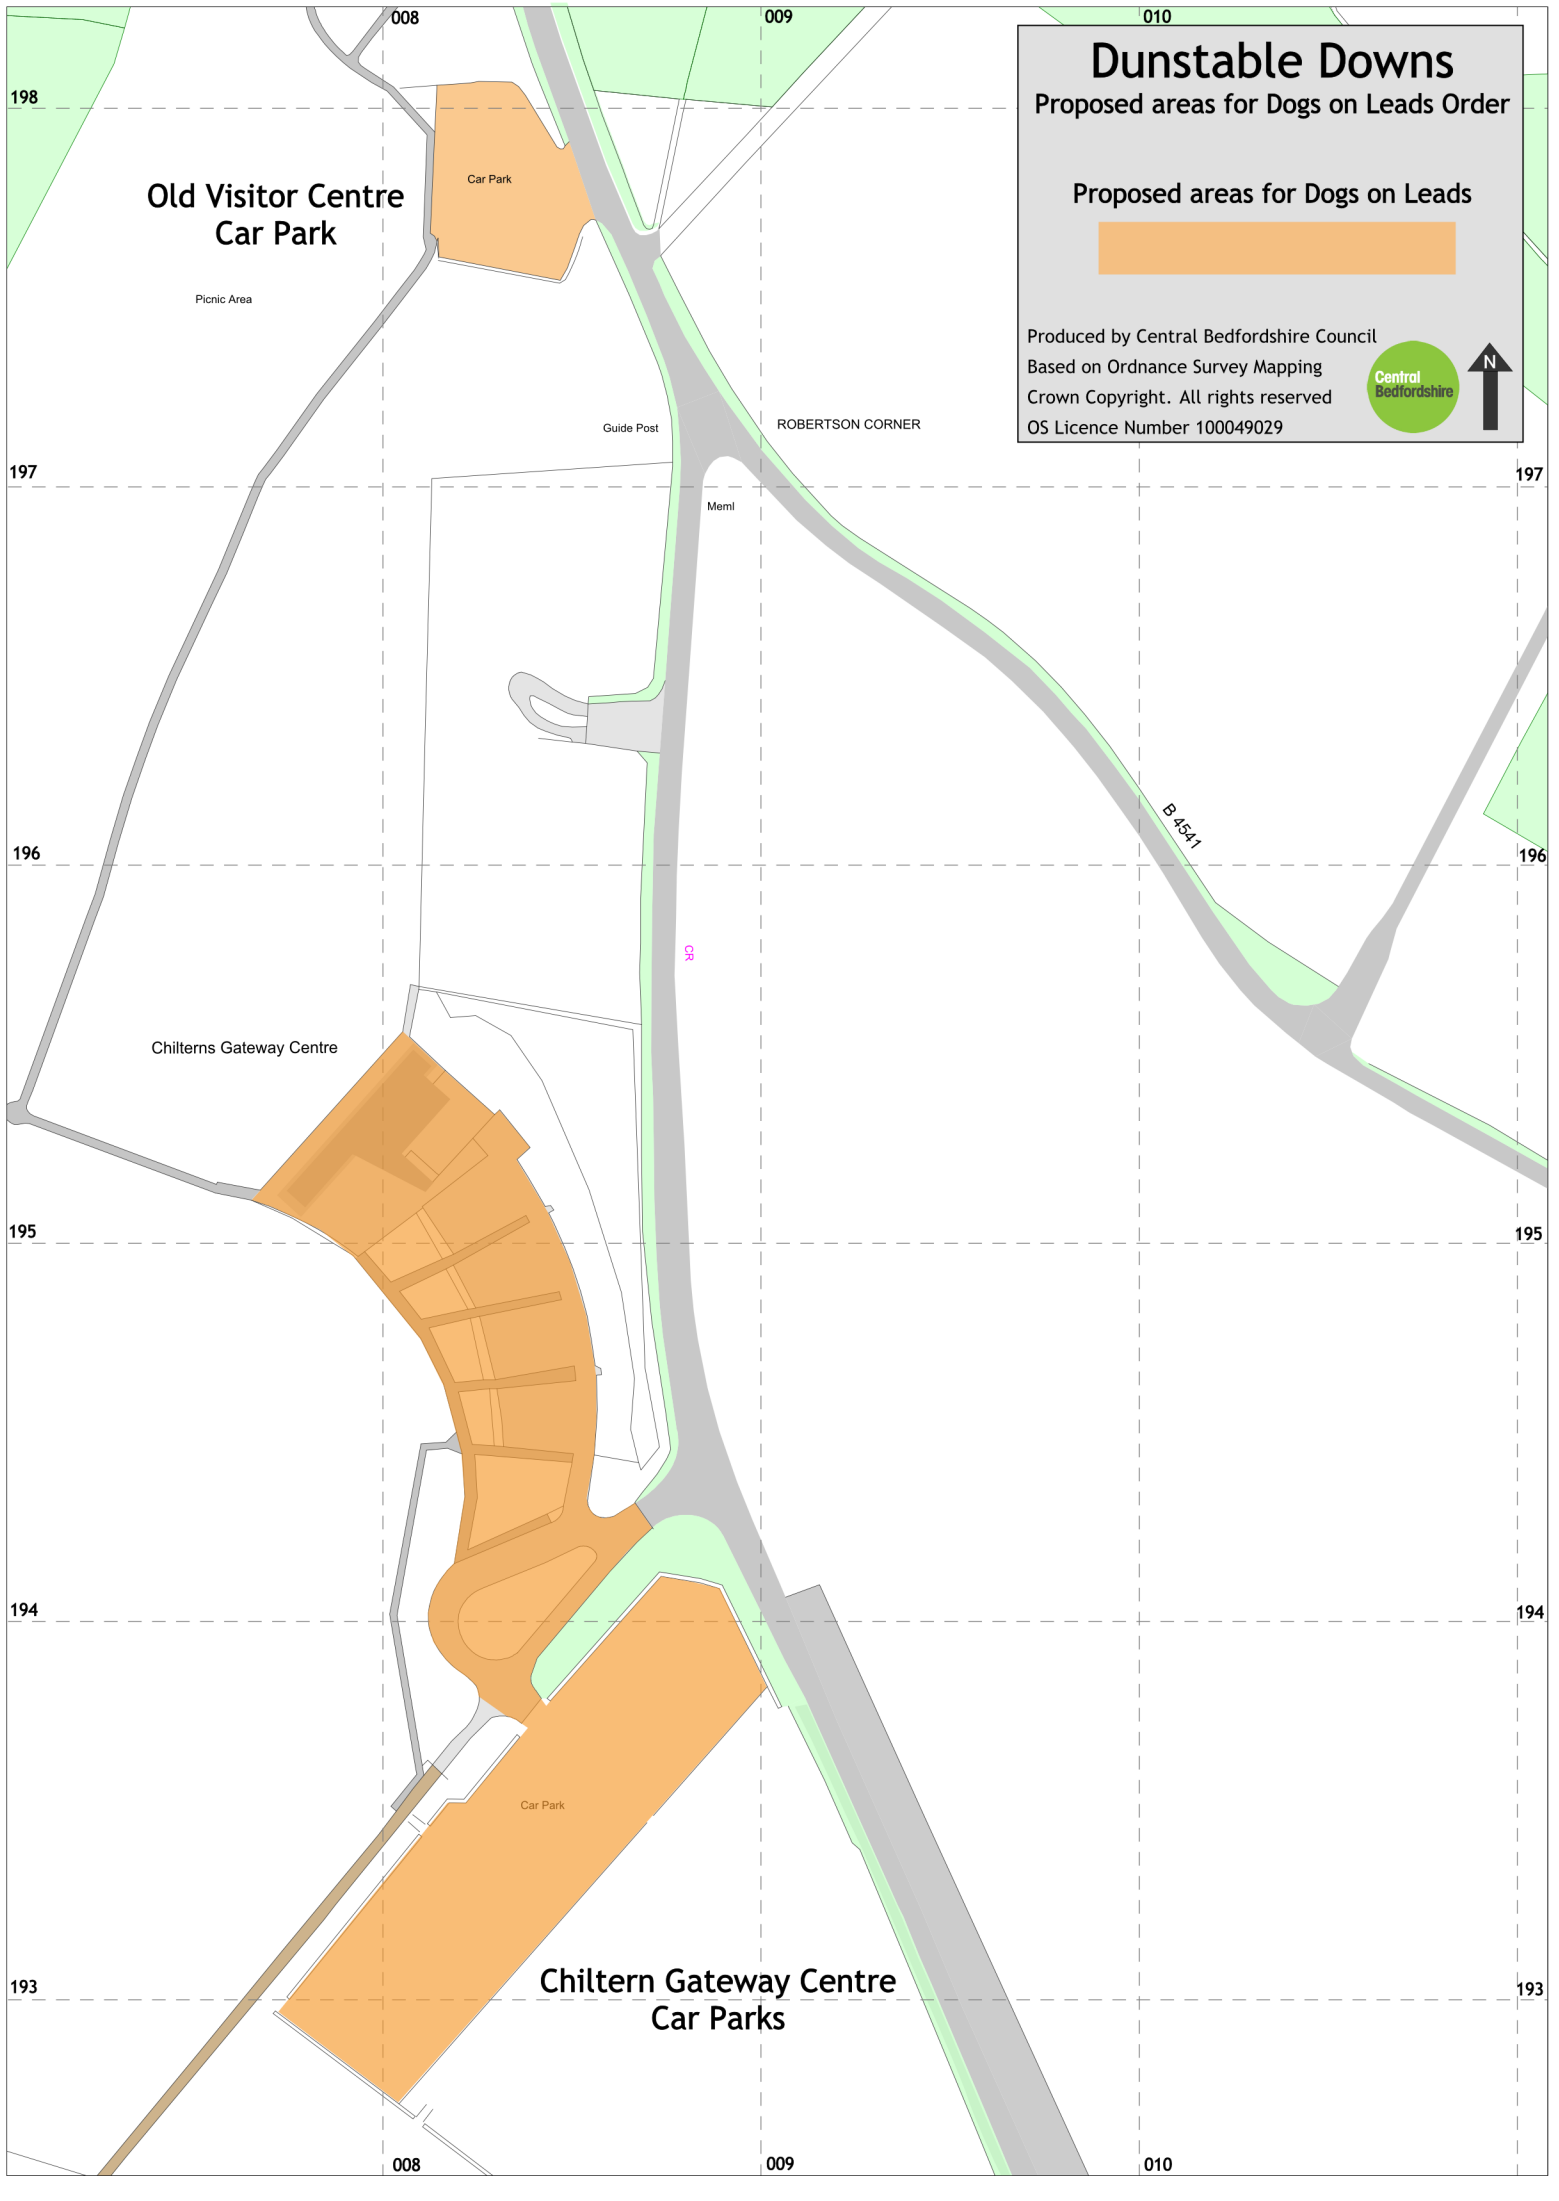 008
009
010
Dunstable Downs
Proposed areas for Dogs on Leads Order
198
Car Park
Old Visitor Centre
Car Park
Proposed areas for Dogs on Leads
Picnic Area
Produced by Central Bedfordshire Council
Based on Ordnance Survey Mapping
Crown Copyright. All rights reserved
OS Licence Number 100049029
Central
Bedfordshire
N
Guide Post
ROBERTSON CORNER
197
197
Meml
B 4541
196
196
CR
Chilterns Gateway Centre
195
195
194
194
Car Park
Chiltern Gateway Centre
Car Parks
193
193
008
009
010